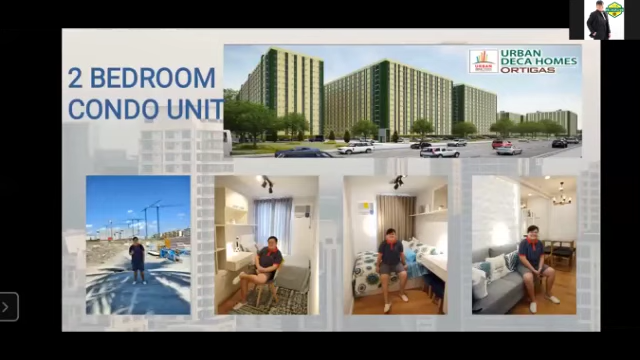 2 BEDROOM
CONDO UNIT
URBAN
DECA HOMES
ORTIGAS